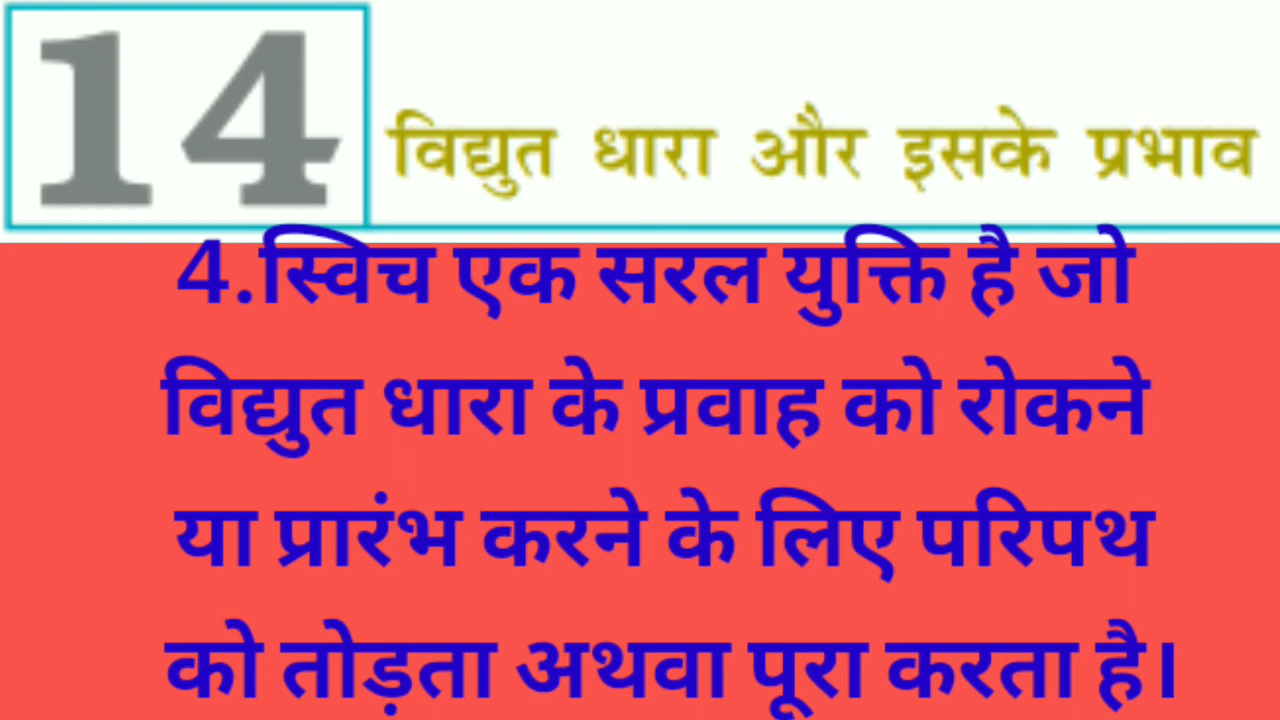 14 विद्युत धारा और इसके प्रभाव
4.स्विच एक सरल युक्ति है जो
विद्युत धारा के प्रवाह को रोकने
या प्रारंभ करने के लिए परिपथ
को तोड़ता अथवा पूरा करता है।